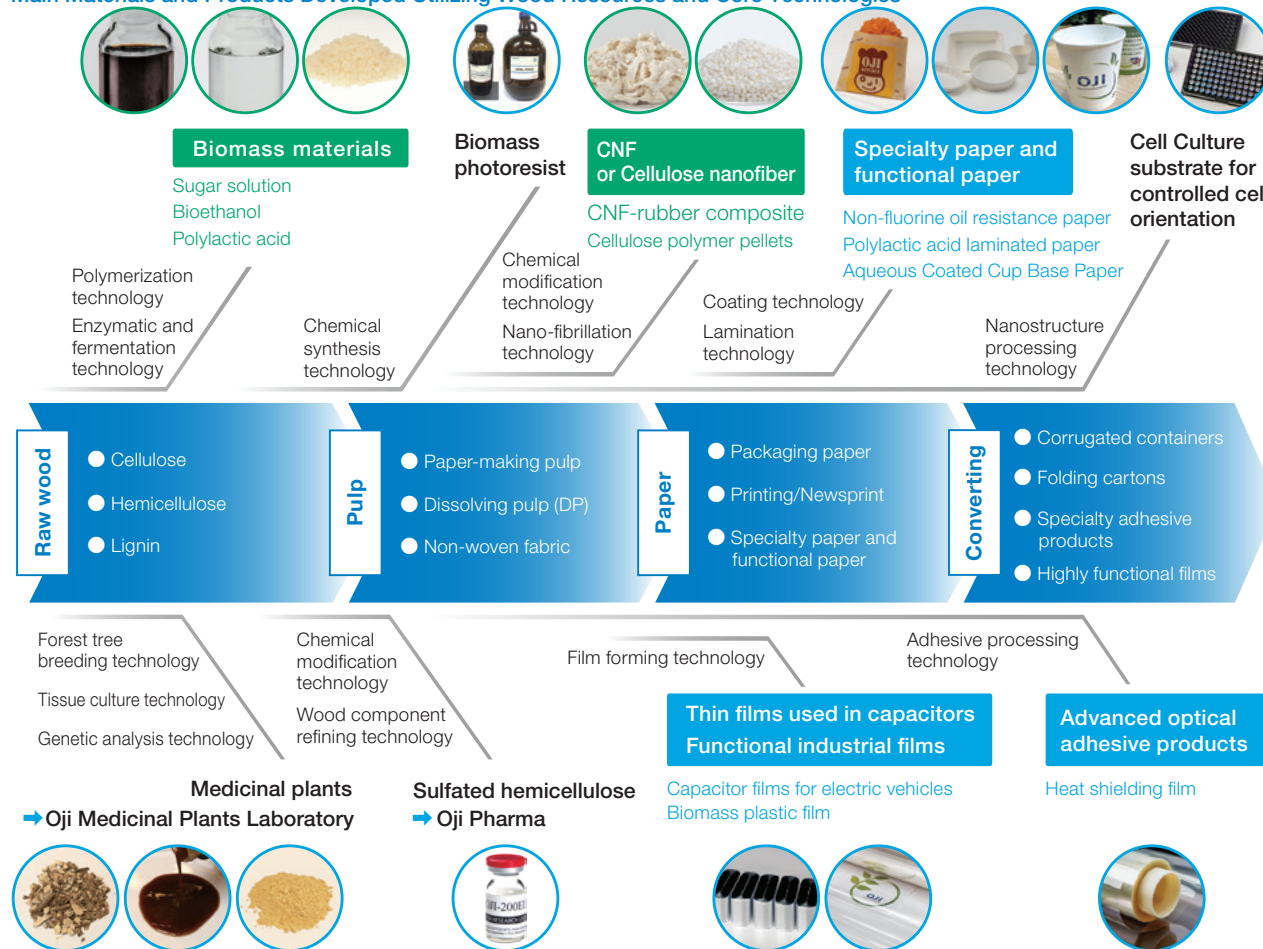 Main Materials and Products Developed Utilizing Wood Resources and Core Technologies
OJI
OJI
Biomass materials
Sugar solution
Bioethanol
Polylactic acid
Biomass
photoresist
CNF
or Cellulose nanofiber
CNF-rubber composite
Cellulose polymer pellets
Specialty paper and
functional paper
Non-fluorine oil resistance paper
Polylactic acid laminated paper
Aqueous Coated Cup Base Paper
Cell Culture
substrate for
controlled cell
orientation
Polymerization
technology
Enzymatic and
fermentation
technology
Chemical
synthesis
technology
Chemical
modification
technology
Nano-fibrillation
technology
Coating technology
Lamination
technology
Nanostructure
processing
technology
Raw wood
Cellulose
Hemicellulose
Lignin
Pulp
Paper-making pulp
Dissolving pulp (DP)
Non-woven fabric
Paper
Packaging paper
Printing/Newsprint
Specialty paper and
functional paper
Converting
Corrugated containers
Folding cartons
Specialty adhesive
products
Highly functional films
Forest tree
breeding technology
Tissue culture technology
Genetic analysis technology
Chemical
modification
technology
Wood component
refining technology
Film forming technology
Adhesive processing
technology
Medicinal plants
➡ Oji Medicinal Plants Laboratory
Sulfated hemicellulose
➡ Oji Pharma
Thin films used in capacitors
Functional industrial films
Capacitor films for electric vehicles
Biomass plastic film
Advanced optical
adhesive products
Heat shielding film
OJI